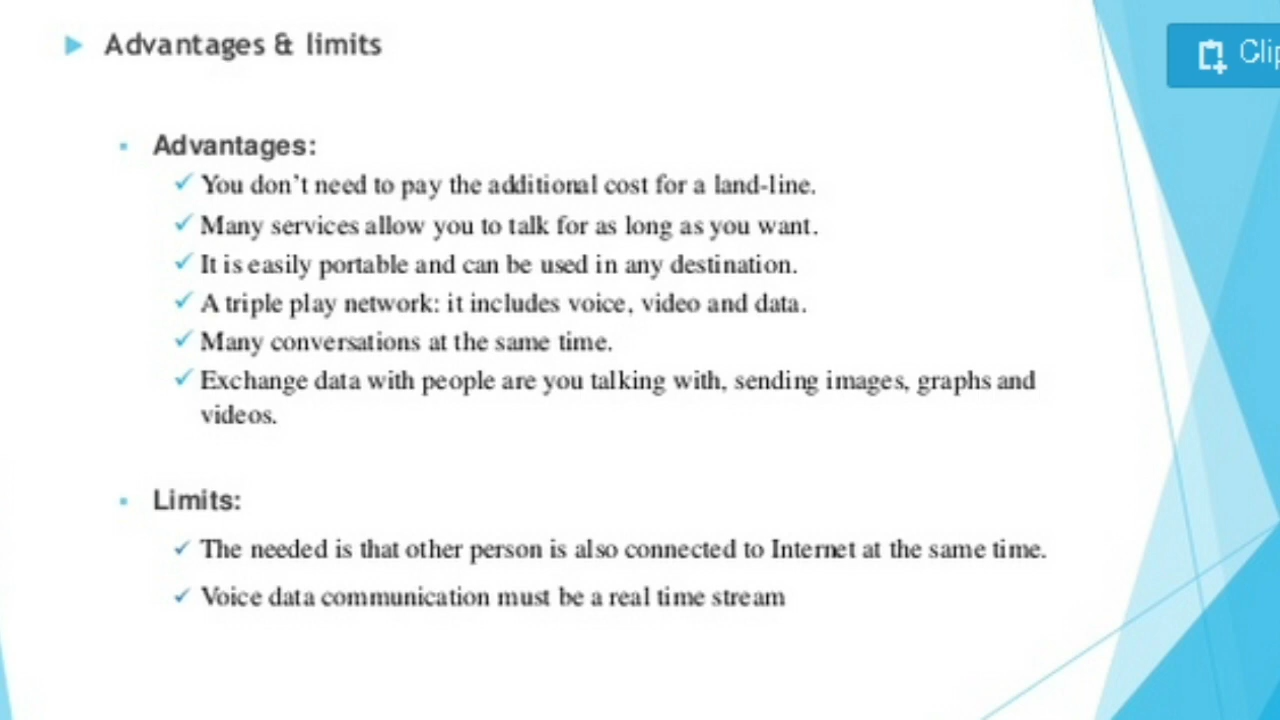 Advantages & limits
Advantages:
You don't need to pay the additional cost for a land-line.
Many services allow you to talk for as long as you want.
It is easily portable and can be used in any destination.
A triple play network: it includes voice, video and data.
Many conversations at the same time.
Exchange data with people are you talking with, sending images, graphs and
videos.
Limits:
The needed is that other person is also connected to Internet at the same time.
Voice data communication must be a real time stream
Clip